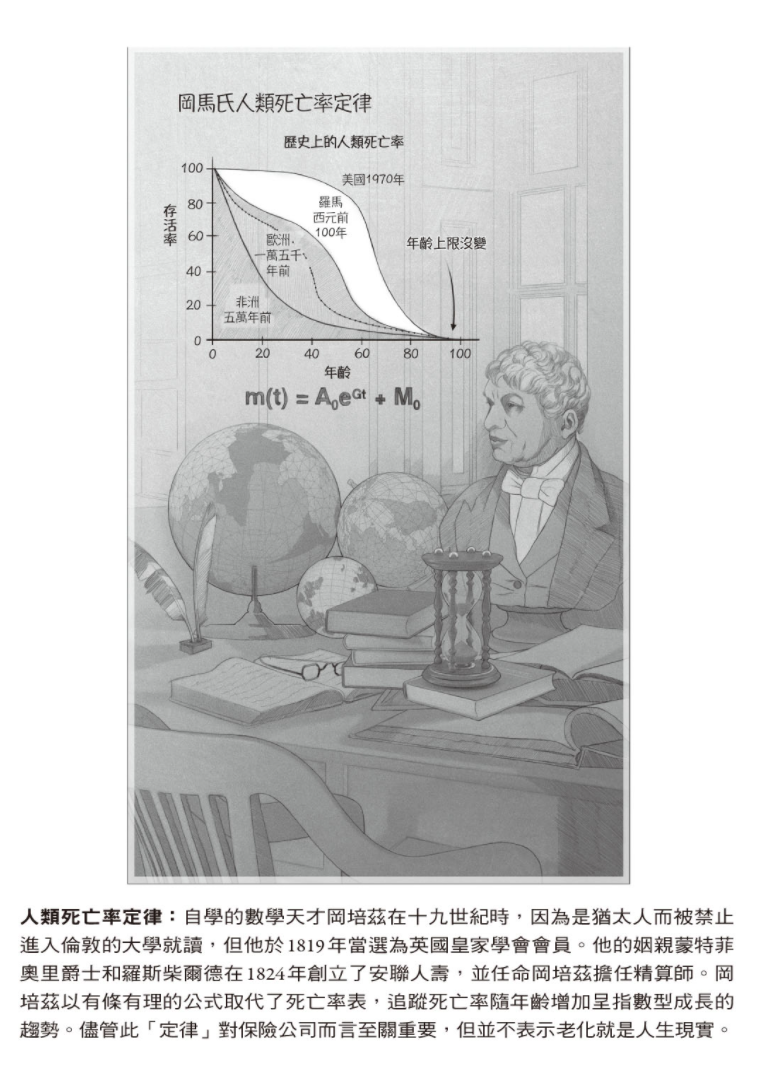 岡馬氏人類死亡率定律
歷史上的人類死亡率
美國1970年
羅馬
西元前
100年
歐洲，
一萬五千
年前
非洲
五萬年前
年齡上限沒變
存活率
100
80
60
40
20
0
0 20 40 60 80 100
年齡
m(t) = A₀eᴳᵗ + M₀
人類死亡率定律：自學的數學天才岡培茲在十九世紀時，因為是猶太人而被禁止
進入倫敦的大學就讀，但他於1819年當選為英國皇家學會會員。他的姻親蒙特菲
奧里爵士和羅斯柴爾德在1824年創立了安聯人壽，並任命岡培茲擔任精算師。岡
培茲以有條有理的公式取代了死亡率表，追蹤死亡率隨年齡增加呈指數型成長的
趨勢。儘管此「定律」對保險公司而言至關重要，但並不表示老化就是人生現實。